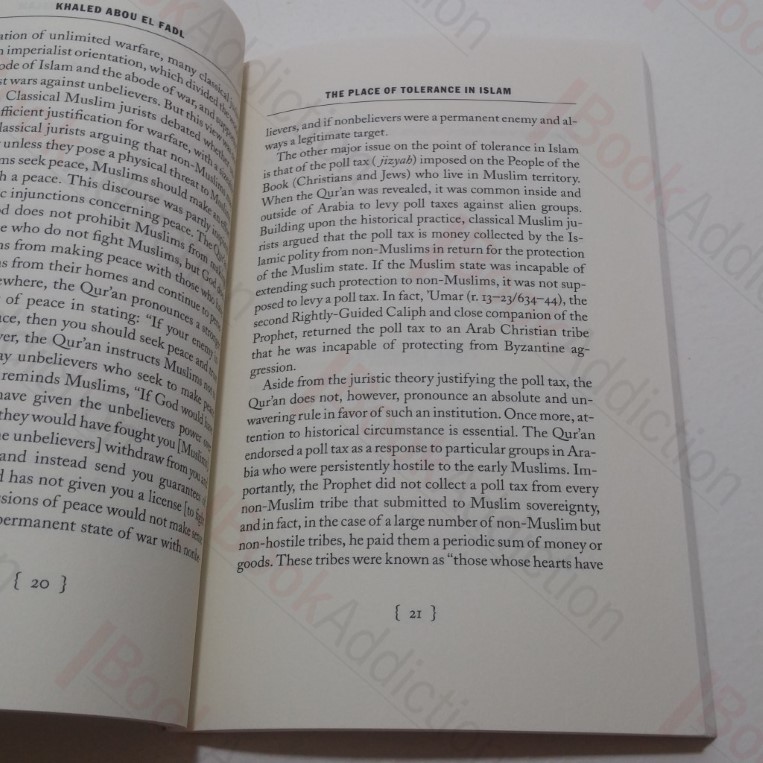 KHALED ABOU EL FADL
ation of unlimited warfare, many classical
n imperialist orientation, which divided the
ode of Islam and the abode of war, and
st wars against unbelievers. But this view
Classical Muslim jurists debated whether
fficient justification for warfare, with a
lassical jurists arguing that non-Muslims
unless they pose a physical threat to
ms seek peace, Muslims should make an
h a peace. This discourse was partly
c injunctions concerning peace. The
d does not prohibit Muslims from
e who do not fight Muslims, but God
ns from making peace with those who
s from their homes and continue to
ewhere, the Qur'an pronounces a
of peace in stating: "If your enemy
ce, then you should seek peace and
ver, the Qur'an instructs Muslims
ny unbelievers who seek to make
reminds Muslims, "If God would
have given the unbelievers power
they would have fought you
e unbelievers] withdraw from you and
and instead send you guarantees of
d has not given you a license [to
sions of peace would not make sense
permanent state of war with
{ 20 }
THE PLACE OF TOLERANCE IN ISLAM
lievers, and if nonbelievers were a permanent enemy and al-
ways a legitimate target.
The other major issue on the point of tolerance in Islam
is that of the poll tax (jizyah) imposed on the People of the
Book (Christians and Jews) who live in Muslim territory.
When the Qur'an was revealed, it was common inside and
outside of Arabia to levy poll taxes against alien groups.
Building upon the historical practice, classical Muslim ju-
rists argued that the poll tax is money collected by the Is-
lamic polity from non-Muslims in return for the protection
of the Muslim state. If the Muslim state was incapable of
extending such protection to non-Muslims, it was not sup-
posed to levy a poll tax. In fact, 'Umar (r. 13–23/634–44), the
second Rightly-Guided Caliph and close companion of the
Prophet, returned the poll tax to an Arab Christian tribe
that he was incapable of protecting from Byzantine ag-
gression.
Aside from the juristic theory justifying the poll tax, the
Qur'an does not, however, pronounce an absolute and un-
wavering rule in favor of such an institution. Once more, at-
tention to historical circumstance is essential. The Qur'an
endorsed a poll tax as a response to particular groups in Ara-
bia who were persistently hostile to the early Muslims. Im-
portantly, the Prophet did not collect a poll tax from every
non-Muslim tribe that submitted to Muslim sovereignty,
and in fact, in the case of a large number of non-Muslim but
non-hostile tribes, he paid them a periodic sum of money or
goods. These tribes were known as "those whose hearts have
{ 21 }
BookAddiction